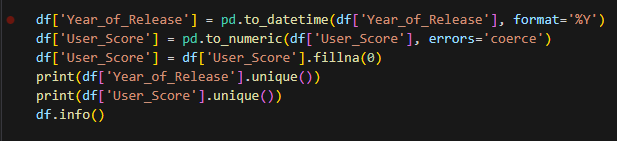 df['Year_of_Release'] = pd.to_datetime(df['Year_of_Release'], format='%Y')
df['User_Score'] = pd.to_numeric(df['User_Score'], errors='coerce')
df['User_Score'] = df['User_Score'].fillna(0)
print(df['Year_of_Release'].unique())
print(df['User_Score'].unique())
df.info()